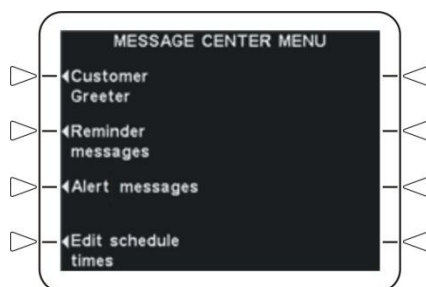 MESSAGE CENTER MENU
Customer
Greeter
Reminder
messages
Alert messages
Edit schedule
times